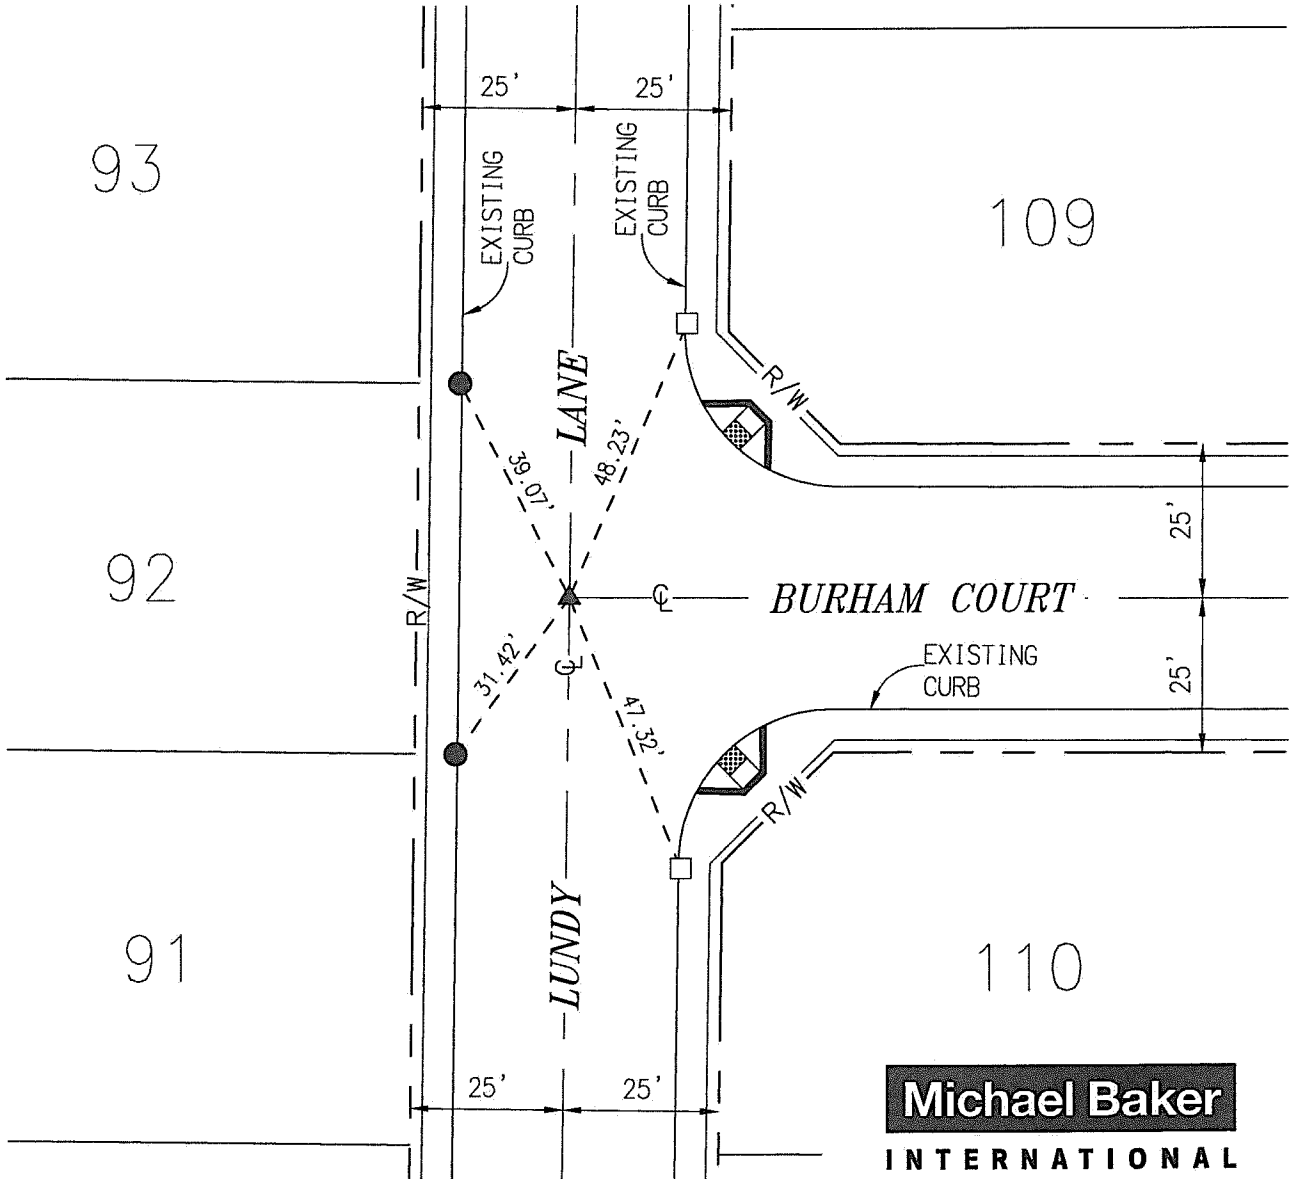 25'
25'
93
EXISTING
CURB
EXISTING
CURB
109
R/W
LANE
39.07'
48.23'
25'
92
R/W
℄
BURHAM COURT
31.42'
℄
EXISTING
CURB
25'
47.32'
R/W
91
LUNDY
110
25'
25'
Michael Baker
INTERNATIONAL